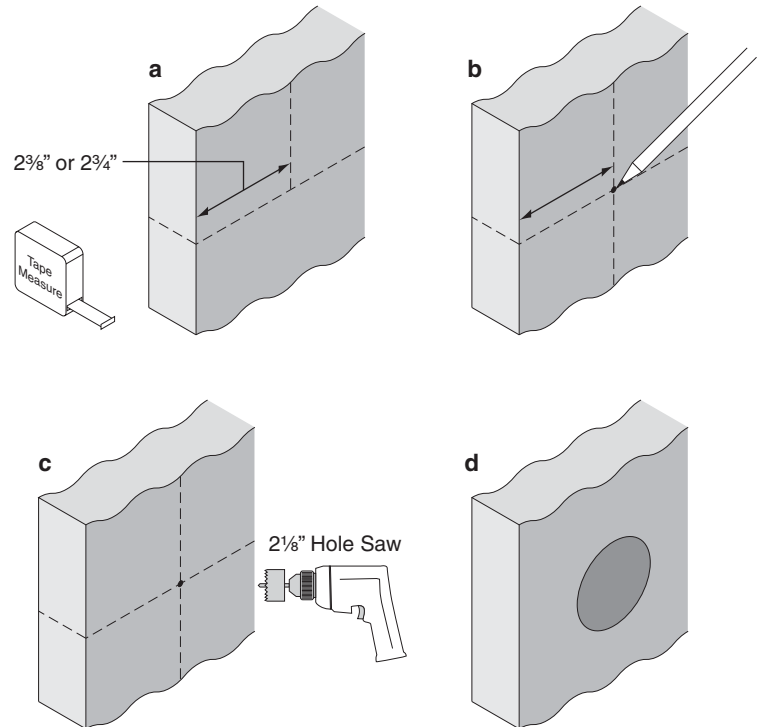 a
b
2⅜” or 2¾”
Tape
Measure
c
d
2⅛” Hole Saw